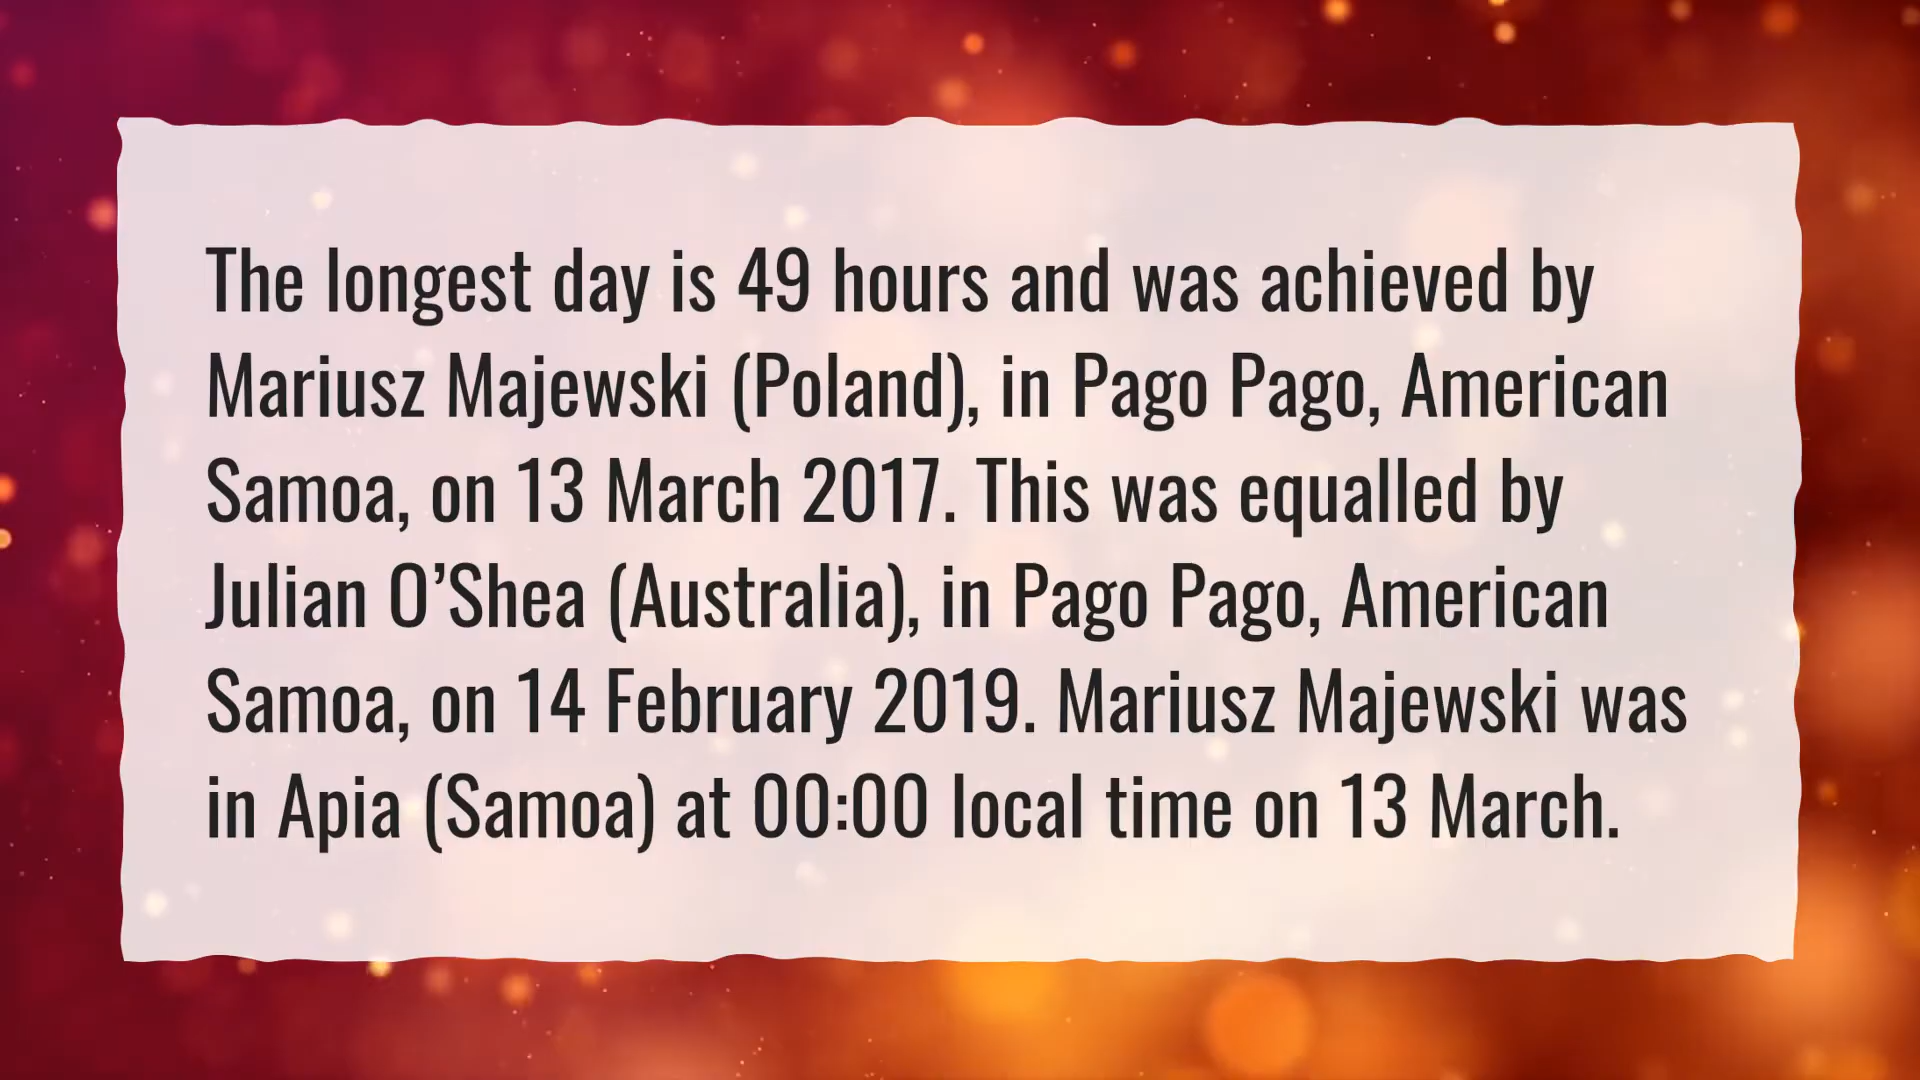 The longest day is 49 hours and was achieved by
Mariusz Majewski (Poland), in Pago Pago, American
Samoa, on 13 March 2017. This was equalled by
Julian O’Shea (Australia), in Pago Pago, American
Samoa, on 14 February 2019. Mariusz Majewski was
in Apia (Samoa) at 00:00 local time on 13 March.